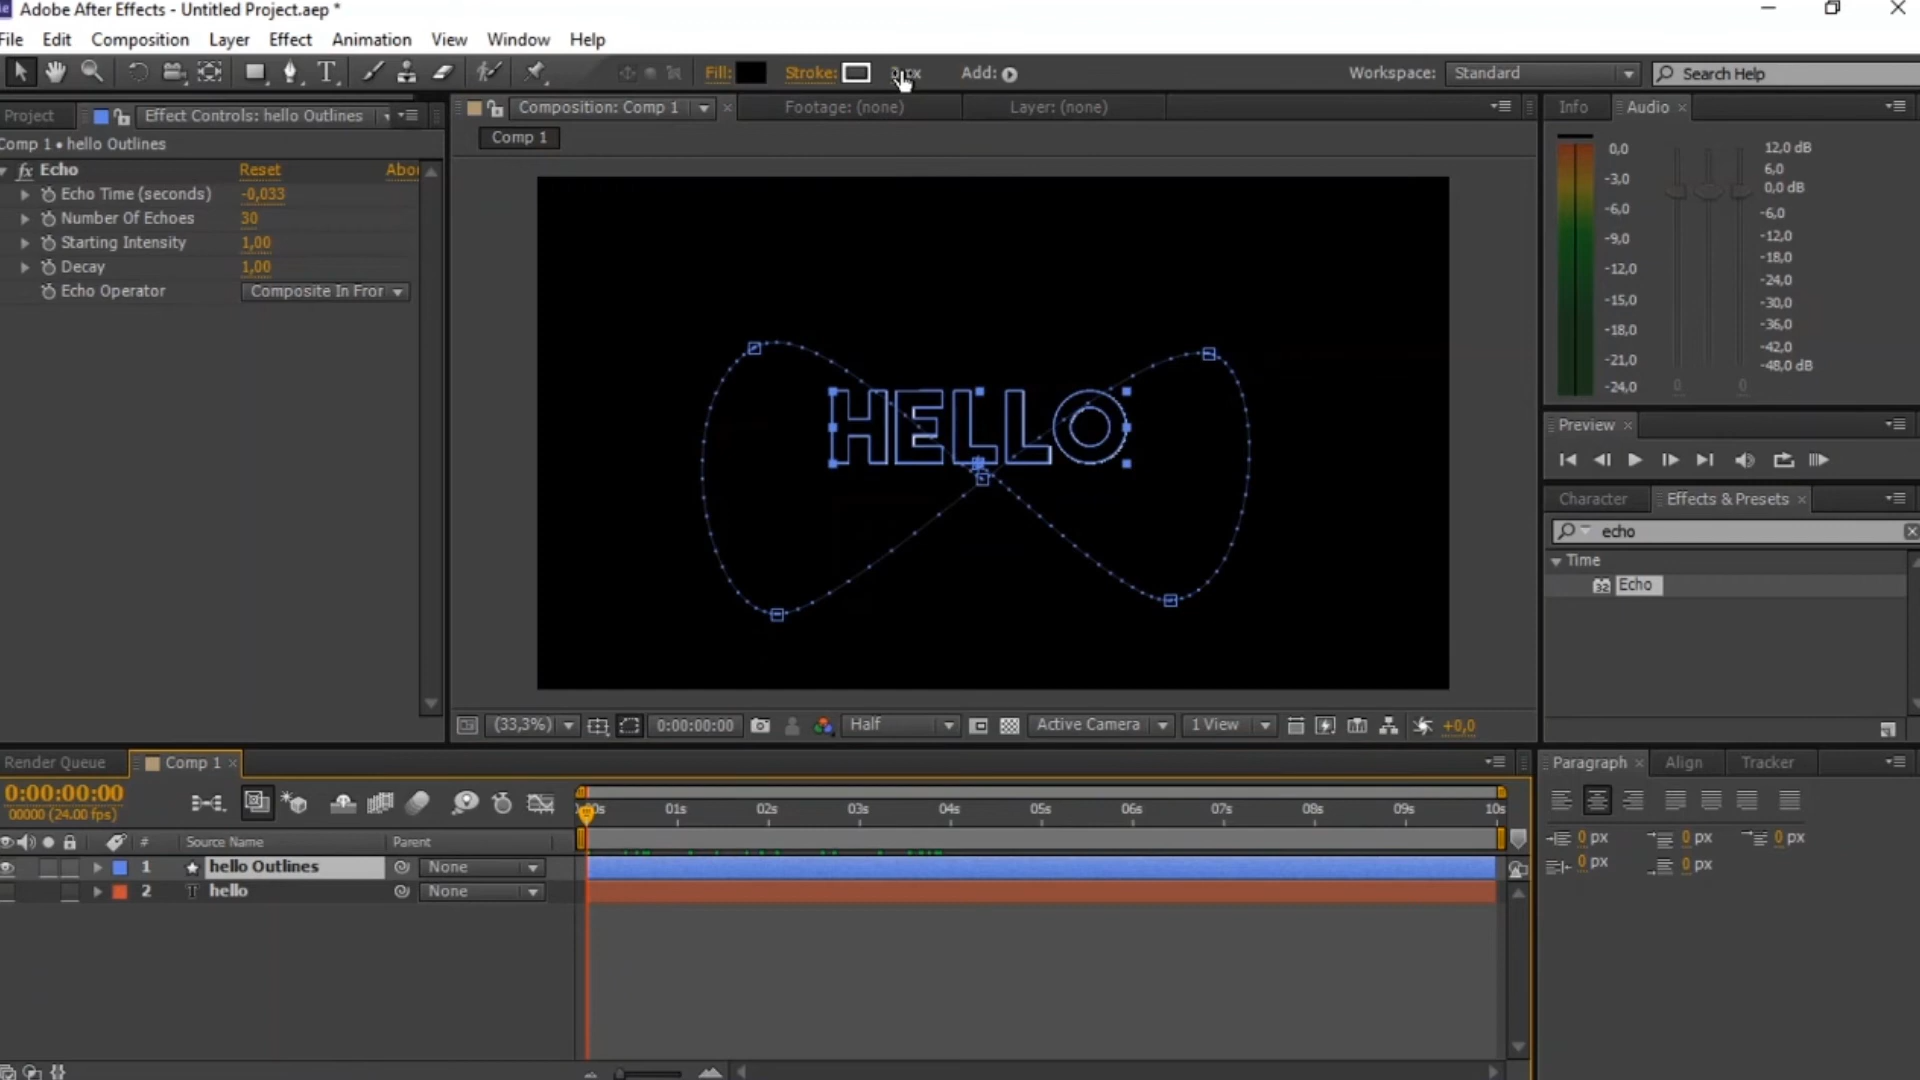 Adobe After Effects - Untitled Project.aep *
File Edit Composition Layer Effect Animation View Window Help
Fill: Stroke: px Add: Workspace: Standard Search Help
Project Effect Controls: hello Outlines
Composition: Comp 1 Footage: (none) Layer: (none)
Info Audio
Comp 1 • hello Outlines
Comp 1
fx Echo Reset Abou
Echo Time (seconds) -0,033
Number Of Echoes 30
Starting Intensity 1,00
Decay 1,00
Echo Operator Composite In Fror
HELLO
0,0
-3,0
-6,0
-9,0
-12,0
-15,0
-18,0
-21,0
-24,0
12,0 dB
6,0
0,0 dB
-6,0
-12,0
-18,0
-24,0
-30,0
-36,0
-42,0
-48,0 dB
0 0
Preview
Character Effects & Presets
echo
Time
32 Echo
(33,3%) 0:00:00:00 Half Active Camera 1 View +0,0
Render Queue Comp 1
0:00:00:00
00000 (24.00 fps)
00s 01s 02s 03s 04s 05s 06s 07s 08s 09s 10s
# Source Name Parent
1 hello Outlines None
2 T hello None
Paragraph Align Tracker
0 px 0 px 0 px
0 px 0 px